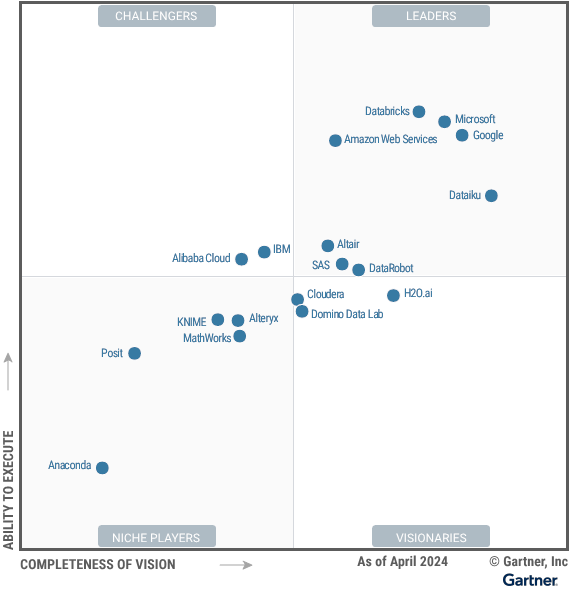 CHALLENGERS
LEADERS
Databricks
Microsoft
Google
Amazon Web Services
Dataiku
Altair
IBM
Alibaba Cloud
SAS
DataRobot
Cloudera
H2O.ai
Domino Data Lab
KNIME
Alteryx
MathWorks
Posit
Anaconda
NICHE PLAYERS
VISIONARIES
ABILITY TO EXECUTE
COMPLETENESS OF VISION
As of April 2024
© Gartner, Inc
Gartner